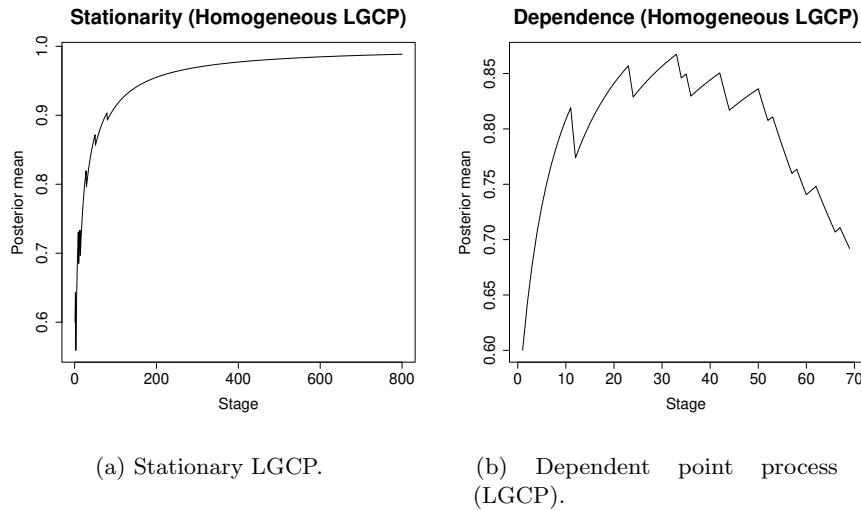 Stationarity (Homogeneous LGCP)
Posterior mean
1.0
0.9
0.8
0.7
0.6
0
200
400
600
800
Stage
(a) Stationary LGCP.
Dependence (Homogeneous LGCP)
Posterior mean
0.85
0.80
0.75
0.70
0.65
0.60
0
10
20
30
40
50
60
70
Stage
(b) Dependent point process
(LGCP).